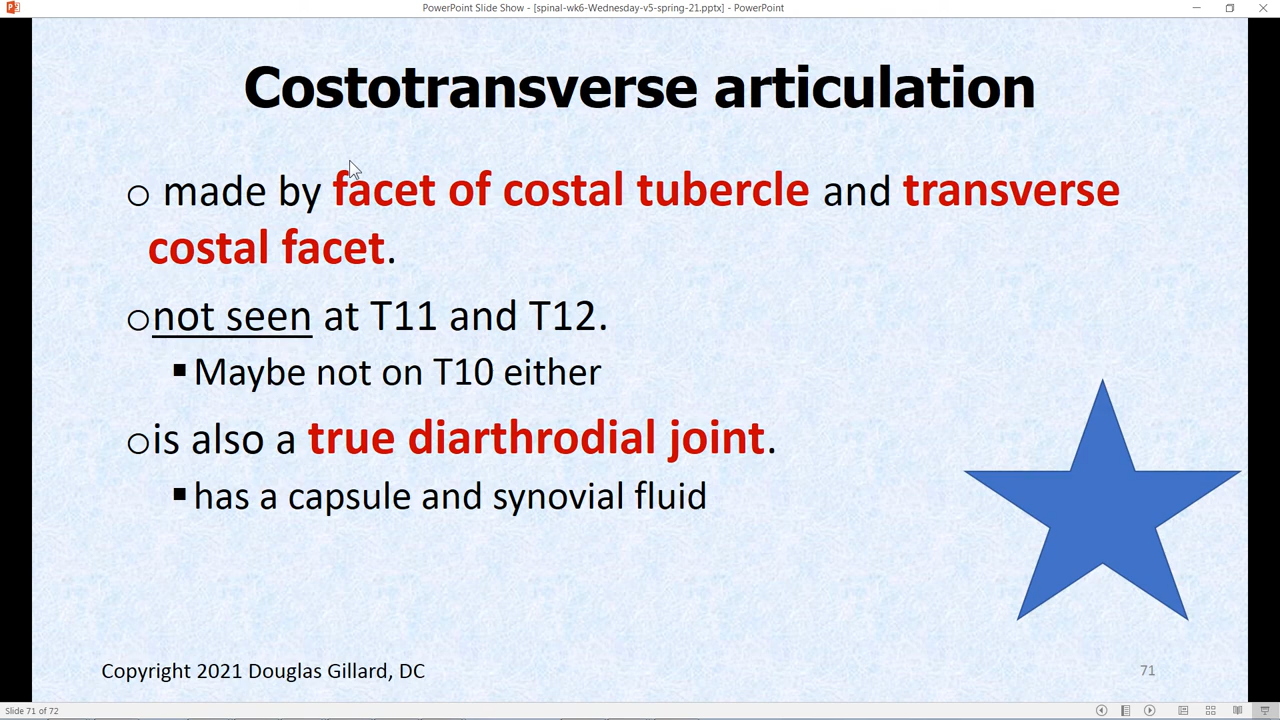 PowerPoint Slide Show - [spinal-wk6-Wednesday-v5-spring-21.pptx] - PowerPoint
Costotransverse articulation
o made by facet of costal tubercle and transverse
costal facet.
o not seen at T11 and T12.
▪ Maybe not on T10 either
o is also a true diarthrodial joint.
▪ has a capsule and synovial fluid
Copyright 2021 Douglas Gillard, DC
71
Slide 71 of 72